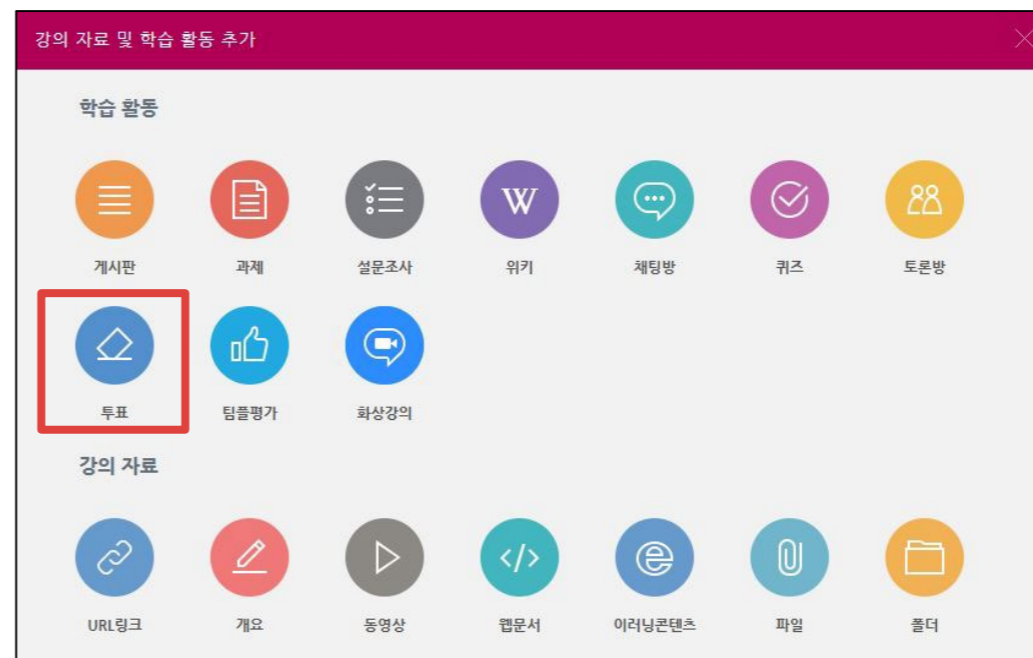 강의 자료 및 학습 활동 추가
학습 활동
게시판 과제 설문조사 위키 채팅방 퀴즈 토론방
투표 팀플평가 화상강의
강의 자료
URL링크 개요 동영상 웹문서 이러닝콘텐츠 파일 폴더